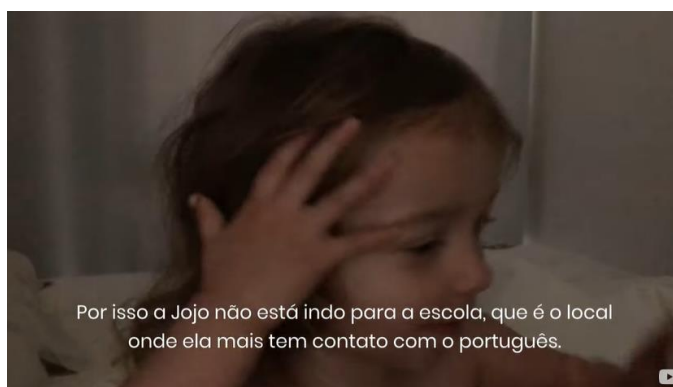 Por isso a Jojo não está indo para a escola, que é o local
onde ela mais tem contato com o português.